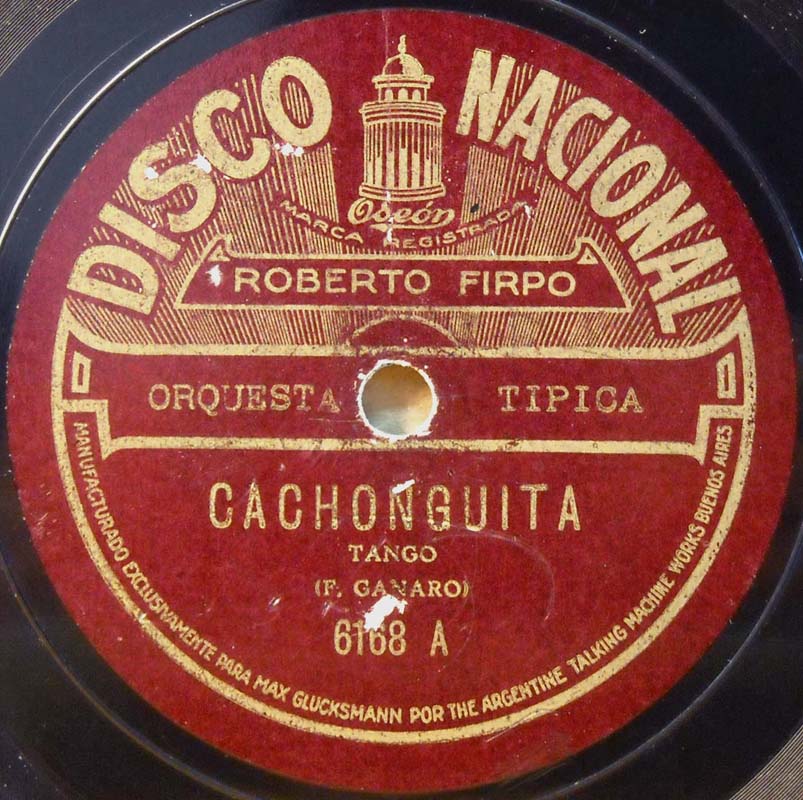 DISCO NACIONAL
Odeón
MARCA REGISTRADA
ROBERTO FIRPO
ORQUESTA TIPICA
CACHONGUITA
TANGO
(F. GANARO)
6168 A
MANUFACTURADO EXCLUSIVAMENTE PARA MAX GLUCKSMANN POR THE ARGENTINE TALKING MACHINE WORKS BUENOS AIRES